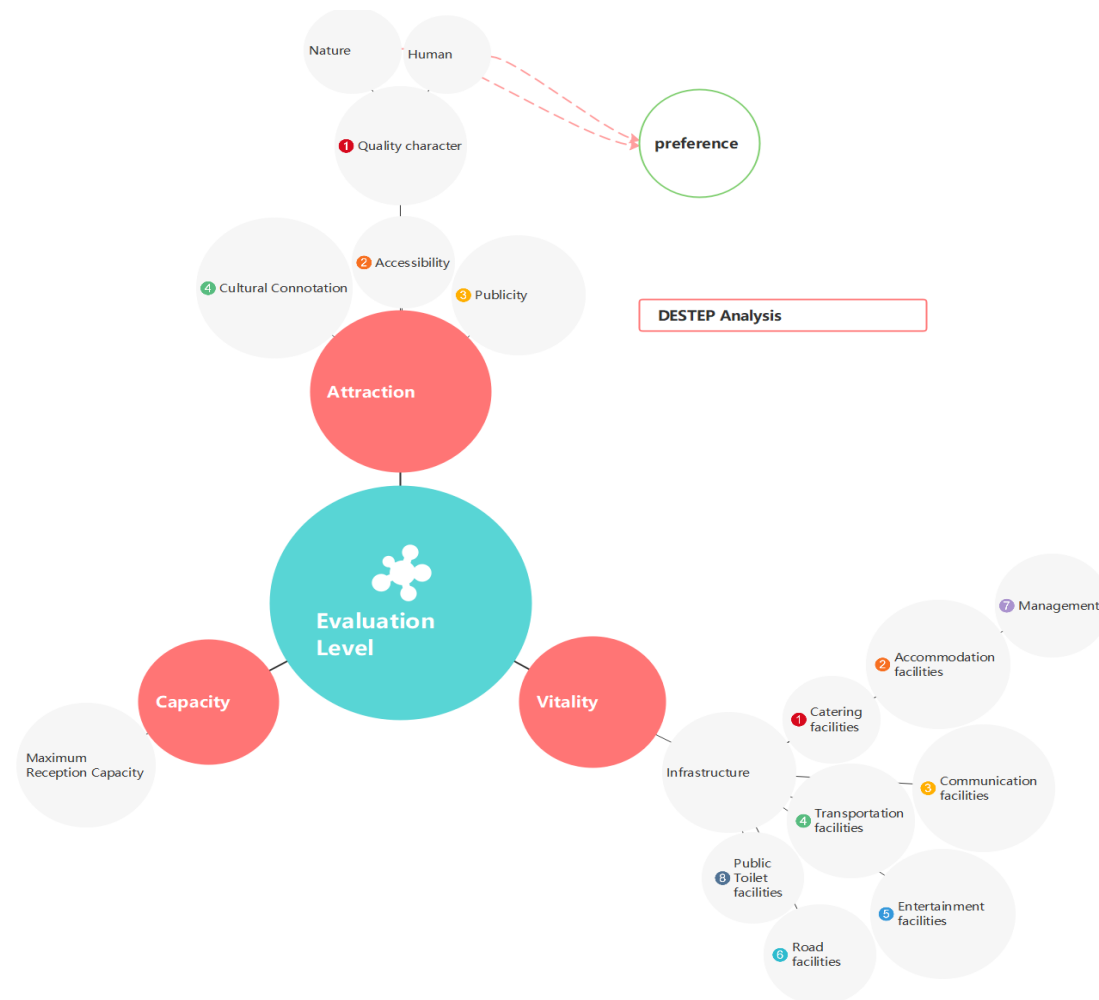 Nature
Human
preference
1 Quality character
2 Accessibility
4 Cultural Connotation
3 Publicity
DESTEP Analysis
Attraction
Evaluation
Level
7 Management
2 Accommodation
facilities
Capacity
Vitality
1 Catering
facilities
Maximum
Reception Capacity
Infrastructure
3 Communication
facilities
4 Transportation
facilities
8 Public
Toilet
facilities
5 Entertainment
facilities
6 Road
facilities